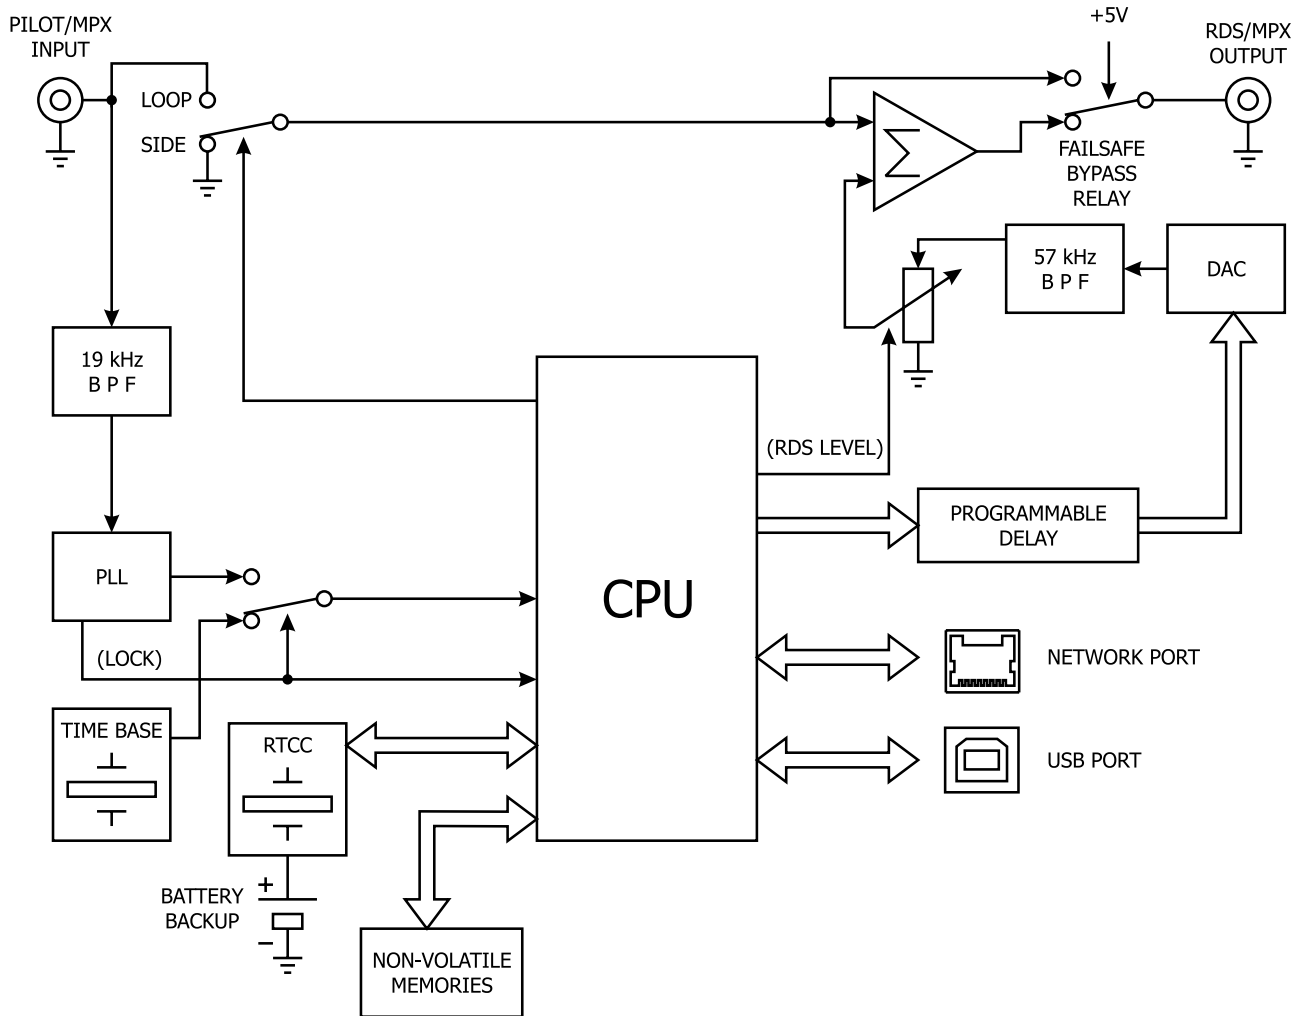 PILOT/MPX
INPUT
+5V
RDS/MPX
OUTPUT
LOOP
SIDE
Σ
FAILSAFE
BYPASS
RELAY
57 kHz
B P F
DAC
19 kHz
B P F
(RDS LEVEL)
PROGRAMMABLE
DELAY
PLL
CPU
(LOCK)
NETWORK PORT
TIME BASE
RTCC
USB PORT
+
BATTERY
BACKUP
–
NON-VOLATILE
MEMORIES